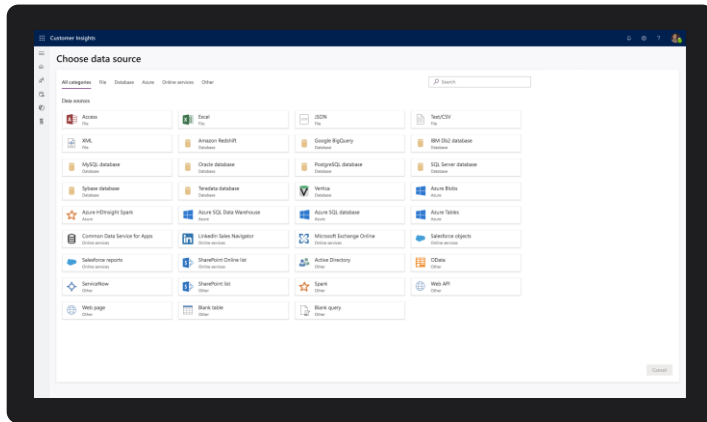 Customer Insights
?
Choose data source
All categories File Database Azure Online services Other
Search
Data sources
Access
File
Excel
File
JSON
File
Text/CSV
File
XML
File
Amazon Redshift
Database
Google BigQuery
Database
IBM Db2 database
Database
MySQL database
Database
Oracle database
Database
PostgreSQL database
Database
SQL Server database
Database
Sybase database
Database
Teradata database
Database
Vertica
Database
Azure Blobs
Azure
Azure HDInsight Spark
Azure
Azure SQL Data Warehouse
Azure
Azure SQL database
Azure
Azure Tables
Azure
Common Data Service for Apps
Online services
LinkedIn Sales Navigator
Online services
Microsoft Exchange Online
Online services
Salesforce objects
Online services
Salesforce reports
Online services
SharePoint Online list
Online services
Active Directory
Other
OData
Other
ServiceNow
Other
SharePoint list
Other
Spark
Other
Web API
Other
Web page
Other
Blank table
Other
Blank query
Other
Cancel